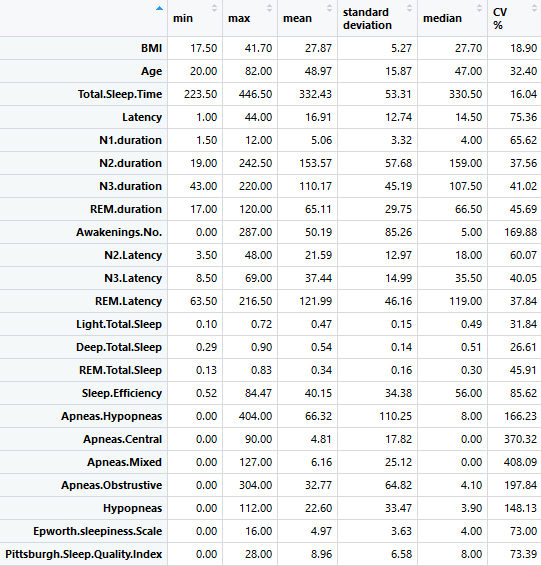 min max mean standard deviation median CV %
BMI 17.50 41.70 27.87 5.27 27.70 18.90
Age 20.00 82.00 48.97 15.87 47.00 32.40
Total.Sleep.Time 223.50 446.50 332.43 53.31 330.50 16.04
Latency 1.00 44.00 16.91 12.74 14.50 75.36
N1.duration 1.50 12.00 5.06 3.32 4.00 65.62
N2.duration 19.00 242.50 153.57 57.68 159.00 37.56
N3.duration 43.00 220.00 110.17 45.19 107.50 41.02
REM.duration 17.00 120.00 65.11 29.75 66.50 45.69
Awakenings.No. 0.00 287.00 50.19 85.26 5.00 169.88
N2.Latency 3.50 48.00 21.59 12.97 18.00 60.07
N3.Latency 8.50 69.00 37.44 14.99 35.50 40.05
REM.Latency 63.50 216.50 121.99 46.16 119.00 37.84
Light.Total.Sleep 0.10 0.72 0.47 0.15 0.49 31.84
Deep.Total.Sleep 0.29 0.90 0.54 0.14 0.51 26.61
REM.Total.Sleep 0.13 0.83 0.34 0.16 0.30 45.91
Sleep.Efficiency 0.52 84.47 40.15 34.38 56.00 85.62
Apneas.Hypopneas 0.00 404.00 66.32 110.25 8.00 166.23
Apneas.Central 0.00 90.00 4.81 17.82 0.00 370.32
Apneas.Mixed 0.00 127.00 6.16 25.12 0.00 408.09
Apneas.Obstrustive 0.00 304.00 32.77 64.82 4.10 197.84
Hypopneas 0.00 112.00 22.60 33.47 3.90 148.13
Epworth.sleepiness.Scale 0.00 16.00 4.97 3.63 4.00 73.00
Pittsburgh.Sleep.Quality.Index 0.00 28.00 8.96 6.58 8.00 73.39